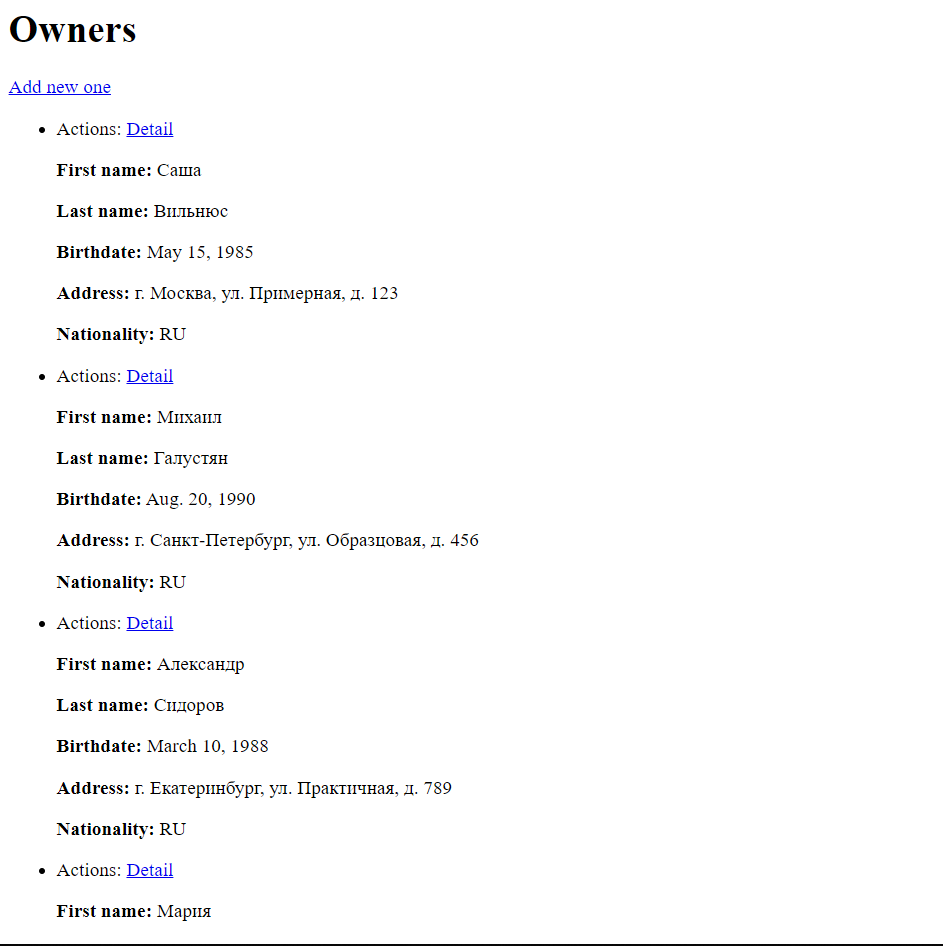 Owners
Add new one
Actions: Detail
First name: Саша
Last name: Вильнюс
Birthdate: May 15, 1985
Address: г. Москва, ул. Примерная, д. 123
Nationality: RU
Actions: Detail
First name: Михаил
Last name: Галустян
Birthdate: Aug. 20, 1990
Address: г. Санкт-Петербург, ул. Образцовая, д. 456
Nationality: RU
Actions: Detail
First name: Александр
Last name: Сидоров
Birthdate: March 10, 1988
Address: г. Екатеринбург, ул. Практичная, д. 789
Nationality: RU
Actions: Detail
First name: Мария